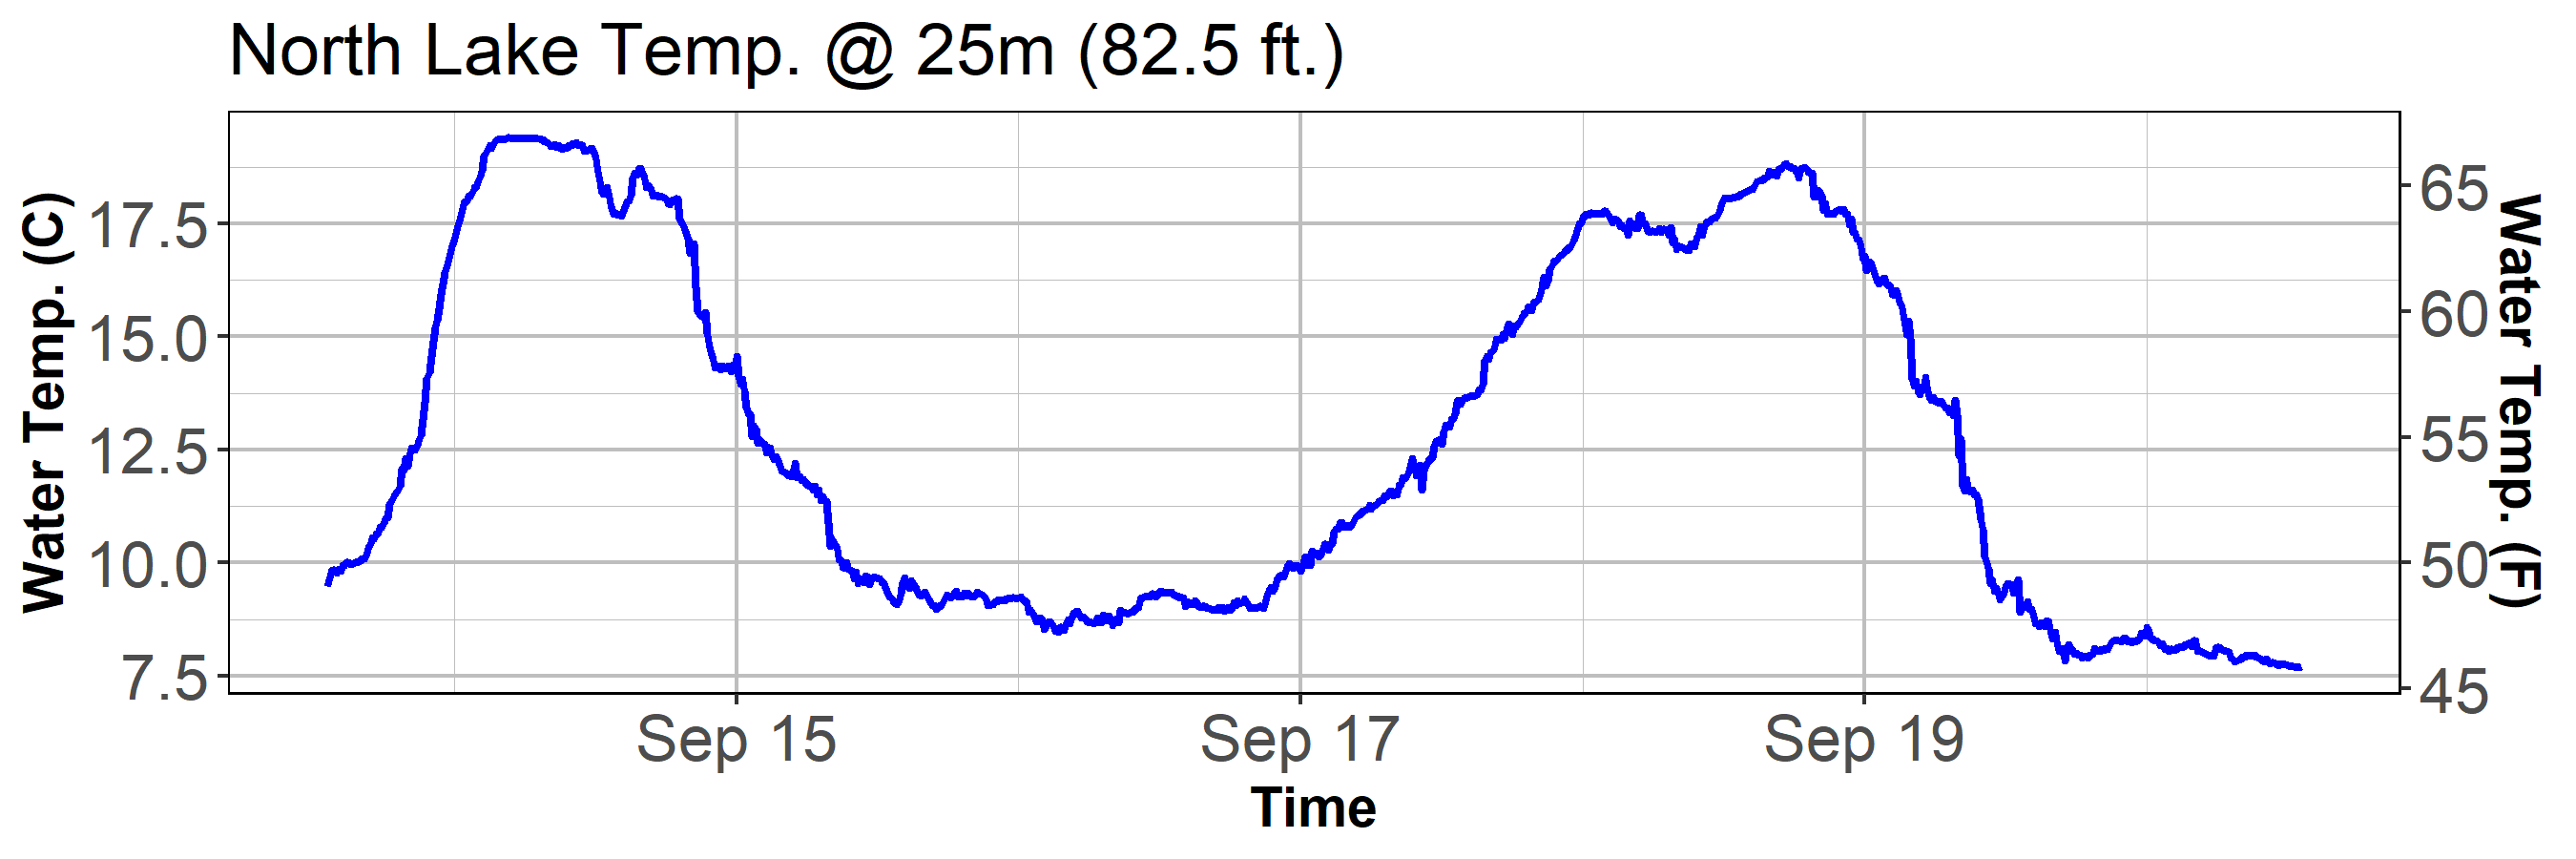 North Lake Temp. @ 25m (82.5 ft.)
Water Temp. (C)
17.5
15.0
12.5
10.0
7.5
65
60
55
50
45
Water Temp. (F)
Sep 15 Sep 17 Sep 19
Time